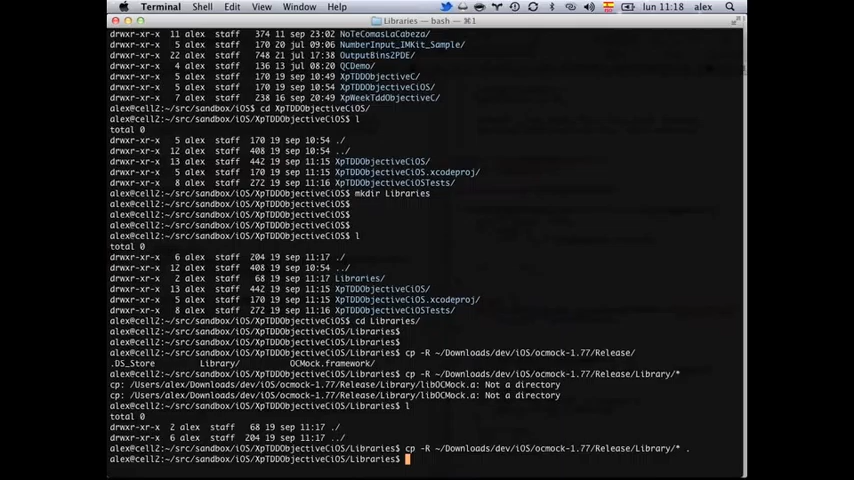 Terminal Shell Edit View Window Help lun 11:18 alex
Libraries — bash — ⌘1
drwxr-xr-x 11 alex staff 374 11 sep 23:02 NoTeComasLaCabeza/
drwxr-xr-x 5 alex staff 170 20 jul 09:06 NumberInput_IMKit_Sample/
drwxr-xr-x 22 alex staff 748 21 jul 17:38 OutputBins2PDE/
drwxr-xr-x 4 alex staff 136 13 jul 08:20 QCDemo/
drwxr-xr-x 5 alex staff 170 19 sep 10:49 XpTDDObjectiveC/
drwxr-xr-x 5 alex staff 170 19 sep 10:54 XpTDDObjectiveCiOS/
drwxr-xr-x 7 alex staff 238 16 sep 20:49 XpWeekTddObjectiveC/
alex@cell2:~/src/sandbox/iOS$ cd XpTDDObjectiveCiOS/
alex@cell2:~/src/sandbox/iOS/XpTDDObjectiveCiOS$ l
total 0
drwxr-xr-x 5 alex staff 170 19 sep 10:54 ./
drwxr-xr-x 12 alex staff 408 19 sep 10:54 ../
drwxr-xr-x 13 alex staff 442 19 sep 11:15 XpTDDObjectiveCiOS/
drwxr-xr-x 5 alex staff 170 19 sep 11:15 XpTDDObjectiveCiOS.xcodeproj/
drwxr-xr-x 8 alex staff 272 19 sep 11:16 XpTDDObjectiveCiOSTests/
alex@cell2:~/src/sandbox/iOS/XpTDDObjectiveCiOS$ mkdir Libraries
alex@cell2:~/src/sandbox/iOS/XpTDDObjectiveCiOS$
alex@cell2:~/src/sandbox/iOS/XpTDDObjectiveCiOS$
alex@cell2:~/src/sandbox/iOS/XpTDDObjectiveCiOS$
alex@cell2:~/src/sandbox/iOS/XpTDDObjectiveCiOS$ l
total 0
drwxr-xr-x 6 alex staff 204 19 sep 11:17 ./
drwxr-xr-x 12 alex staff 408 19 sep 10:54 ../
drwxr-xr-x 2 alex staff 68 19 sep 11:17 Libraries/
drwxr-xr-x 13 alex staff 442 19 sep 11:15 XpTDDObjectiveCiOS/
drwxr-xr-x 5 alex staff 170 19 sep 11:15 XpTDDObjectiveCiOS.xcodeproj/
drwxr-xr-x 8 alex staff 272 19 sep 11:16 XpTDDObjectiveCiOSTests/
alex@cell2:~/src/sandbox/iOS/XpTDDObjectiveCiOS$ cd Libraries/
alex@cell2:~/src/sandbox/iOS/XpTDDObjectiveCiOS/Libraries$
alex@cell2:~/src/sandbox/iOS/XpTDDObjectiveCiOS/Libraries$
alex@cell2:~/src/sandbox/iOS/XpTDDObjectiveCiOS/Libraries$ cp -R ~/Downloads/dev/iOS/ocmock-1.77/Release/
.DS_Store Library/ OCMock.framework/
alex@cell2:~/src/sandbox/iOS/XpTDDObjectiveCiOS/Libraries$ cp -R ~/Downloads/dev/iOS/ocmock-1.77/Release/Library/*
cp: /Users/alex/Downloads/dev/iOS/ocmock-1.77/Release/Library/libOCMock.a: Not a directory
cp: /Users/alex/Downloads/dev/iOS/ocmock-1.77/Release/Library/libOCMock.a: Not a directory
alex@cell2:~/src/sandbox/iOS/XpTDDObjectiveCiOS/Libraries$ l
total 0
drwxr-xr-x 2 alex staff 68 19 sep 11:17 ./
drwxr-xr-x 6 alex staff 204 19 sep 11:17 ../
alex@cell2:~/src/sandbox/iOS/XpTDDObjectiveCiOS/Libraries$ cp -R ~/Downloads/dev/iOS/ocmock-1.77/Release/Library/* .
alex@cell2:~/src/sandbox/iOS/XpTDDObjectiveCiOS/Libraries$